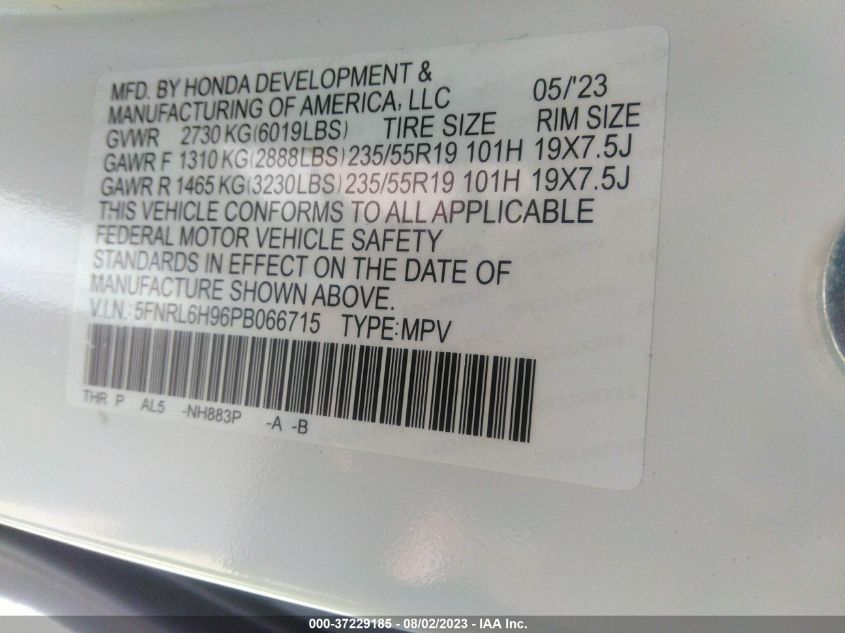 MFD. BY HONDA DEVELOPMENT &
MANUFACTURING OF AMERICA, LLC 05/'23
GVWR 2730 KG(6019LBS) TIRE SIZE RIM SIZE
GAWR F 1310 KG(2888LBS) 235/55R19 101H 19X7.5J
GAWR R 1465 KG(3230LBS) 235/55R19 101H 19X7.5J
THIS VEHICLE CONFORMS TO ALL APPLICABLE
FEDERAL MOTOR VEHICLE SAFETY
STANDARDS IN EFFECT ON THE DATE OF
MANUFACTURE SHOWN ABOVE.
V.I.N.: 5FNRL6H96PB066715 TYPE:MPV
THR P AL5 -NH883P -A -B
000-37229185 - 08/02/2023 - IAA Inc.